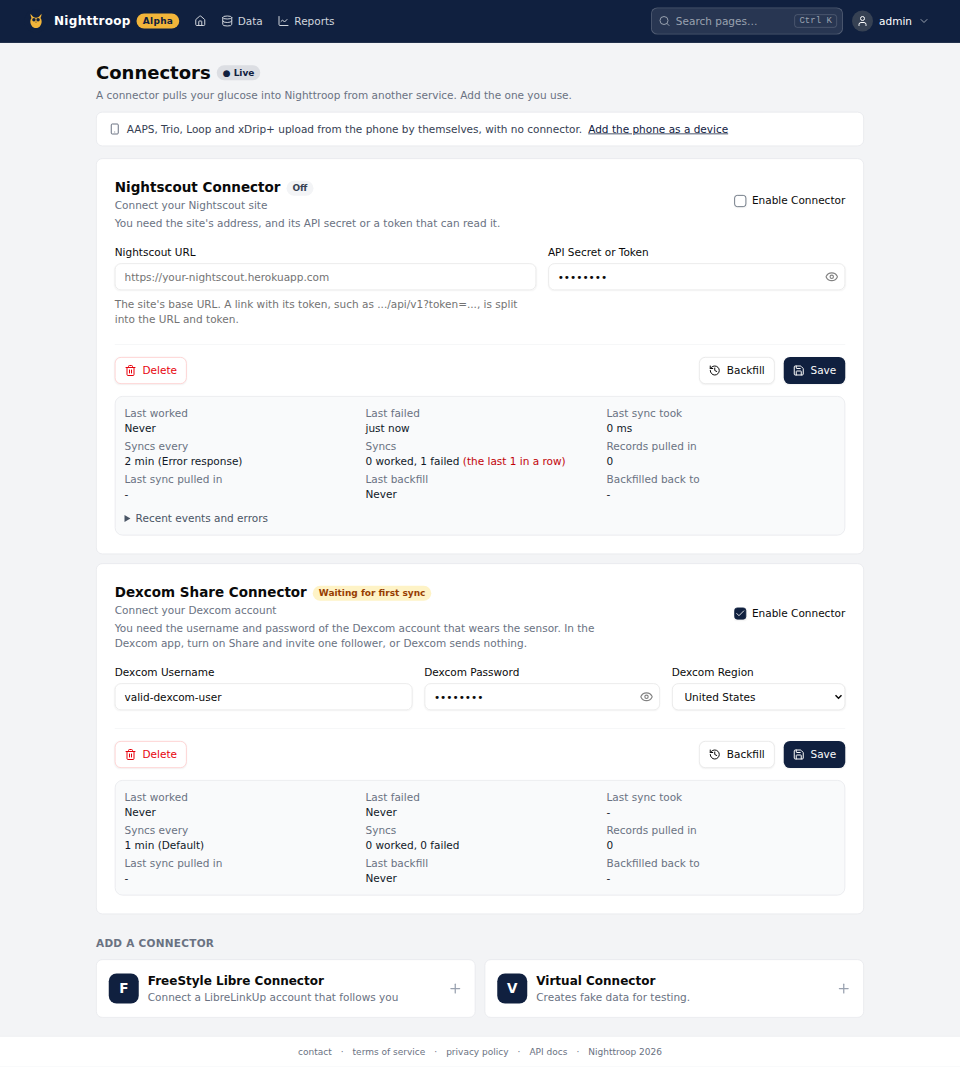 Nighttroop Alpha Data Reports Search pages... Ctrl K admin
Connectors ● Live
A connector pulls your glucose into Nighttroop from another service. Add the one you use.
AAPS, Trio, Loop and xDrip+ upload from the phone by themselves, with no connector. Add the phone as a device
Nightscout Connector Off
Connect your Nightscout site
You need the site's address, and its API secret or a token that can read it.
Enable Connector
Nightscout URL API Secret or Token
https://your-nightscout.herokuapp.com ••••••••
The site's base URL. A link with its token, such as .../api/v1?token=..., is split
into the URL and token.
Delete Backfill Save
Last worked Last failed Last sync took
Never just now 0 ms
Syncs every Syncs Records pulled in
2 min (Error response) 0 worked, 1 failed (the last 1 in a row) 0
Last sync pulled in Last backfill Backfilled back to
- Never -
▶ Recent events and errors
Dexcom Share Connector Waiting for first sync
Connect your Dexcom account
Enable Connector
You need the username and password of the Dexcom account that wears the sensor. In the
Dexcom app, turn on Share and invite one follower, or Dexcom sends nothing.
Dexcom Username Dexcom Password Dexcom Region
valid-dexcom-user •••••••• United States
Delete Backfill Save
Last worked Last failed Last sync took
Never Never -
Syncs every Syncs Records pulled in
1 min (Default) 0 worked, 0 failed 0
Last sync pulled in Last backfill Backfilled back to
- Never -
ADD A CONNECTOR
F FreeStyle Libre Connector
Connect a LibreLinkUp account that follows you
V Virtual Connector
Creates fake data for testing.
contact · terms of service · privacy policy · API docs · Nighttroop 2026